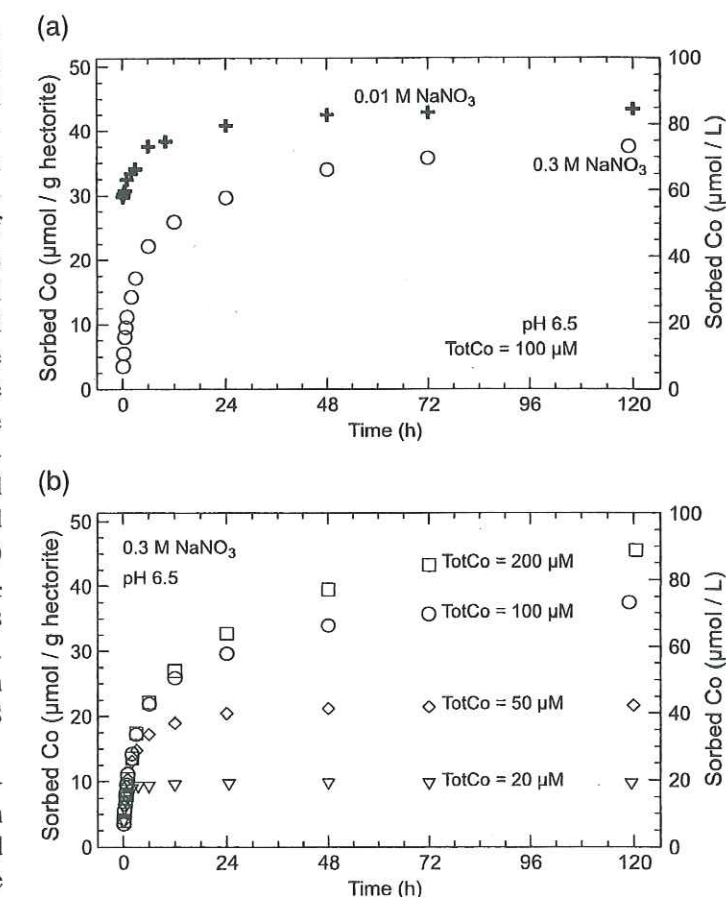 (a)
Sorbed Co (µmol / g hectorite)
50
40
30
20
10
0
0.01 M NaNO₃
0.3 M NaNO₃
pH 6.5
TotCo = 100 µM
100
80
60
40
20
0
Sorbed Co (µmol / L)
0 24 48 72 96 120
Time (h)
(b)
Sorbed Co (µmol / g hectorite)
50
40
30
20
10
0
0.3 M NaNO₃
pH 6.5
TotCo = 200 µM
TotCo = 100 µM
TotCo = 50 µM
TotCo = 20 µM
100
80
60
40
20
0
Sorbed Co (µmol / L)
0 24 48 72 96 120
Time (h)